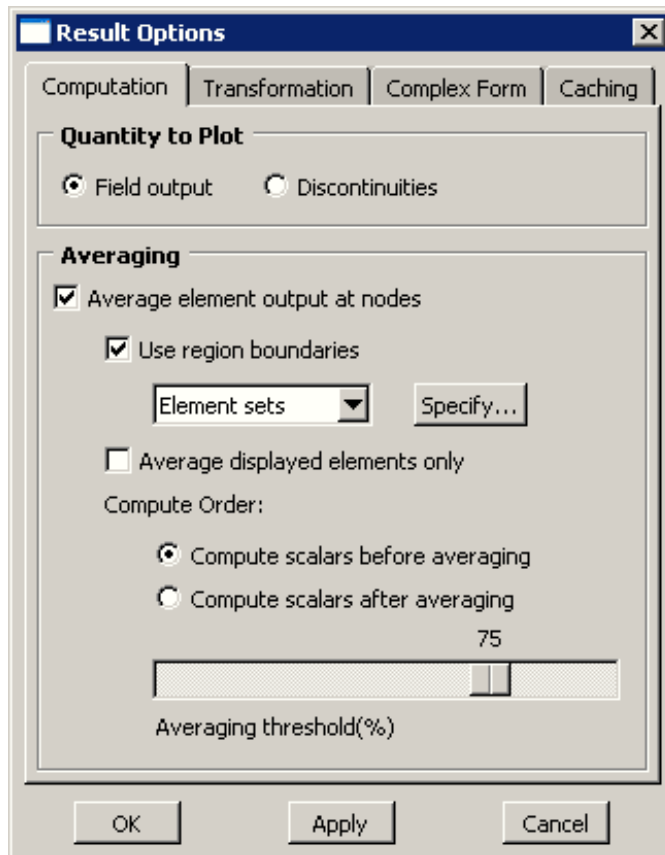 Result Options
Computation Transformation Complex Form Caching
Quantity to Plot
Field output Discontinuities
Averaging
Average element output at nodes
Use region boundaries
Element sets Specify...
Average displayed elements only
Compute Order:
Compute scalars before averaging
Compute scalars after averaging
75
Averaging threshold(%)
OK Apply Cancel